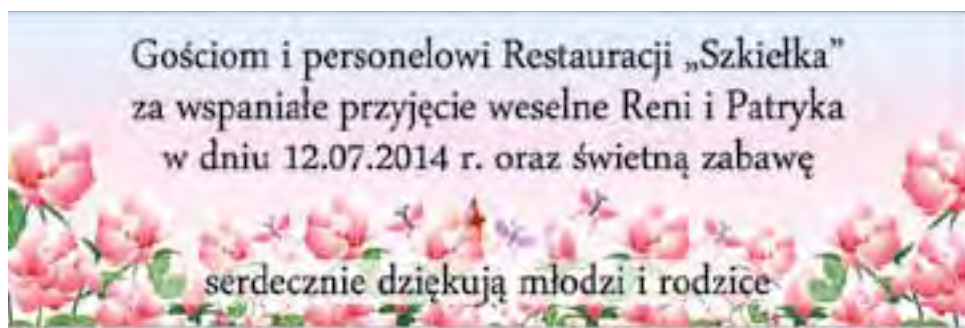 Gościom i personelowi Restauracji „Szkiełka”
za wspaniałe przyjęcie weselne Reni i Patryka
w dniu 12.07.2014 r. oraz świetną zabawę
serdecznie dziękują młodzi i rodzice